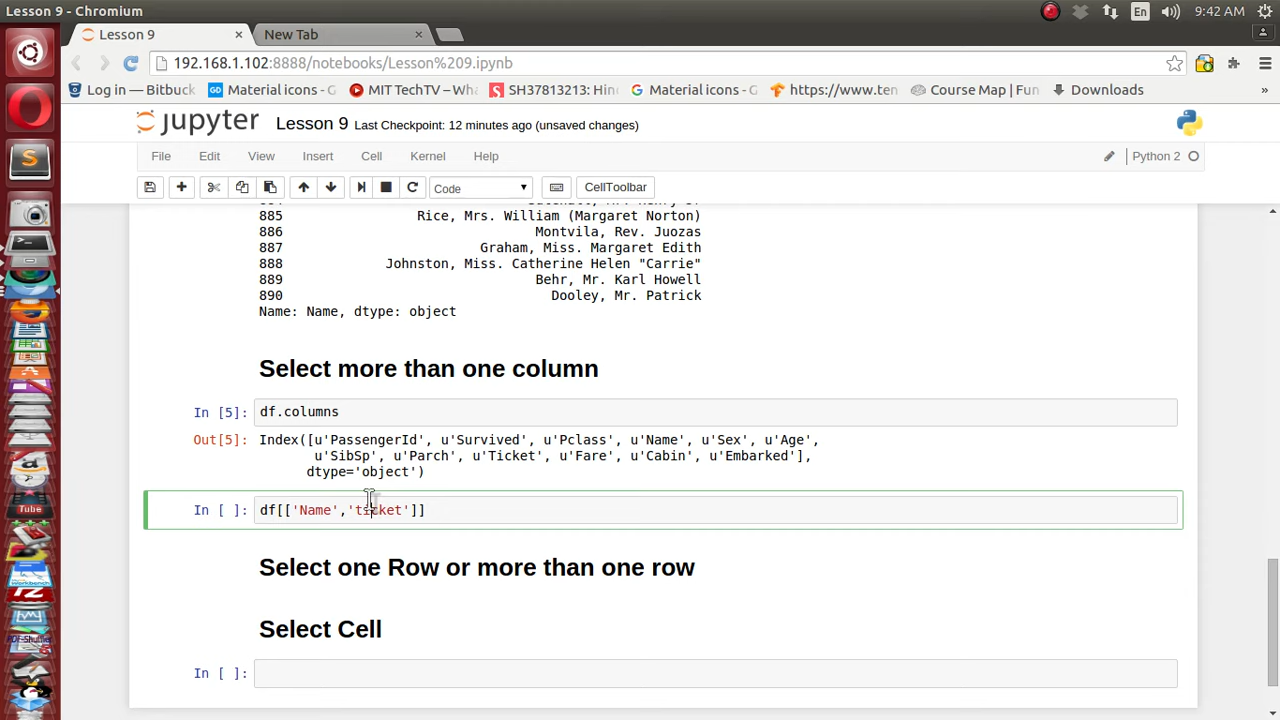 Lesson 9 - Chromium
En
9:42 AM
Lesson 9 ×
New Tab ×
192.168.1.102:8888/notebooks/Lesson%209.ipynb
Log in — Bitbuck
Material icons - G
MIT TechTV – Wha
SH37813213: Hin
Material icons - G
https://www.ten
Course Map | Fun
Downloads
»
jupyter
Lesson 9 Last Checkpoint: 12 minutes ago (unsaved changes)
File
Edit
View
Insert
Cell
Kernel
Help
Python 2
Code
CellToolbar
885 Rice, Mrs. William (Margaret Norton)
886 Montvila, Rev. Juozas
887 Graham, Miss. Margaret Edith
888 Johnston, Miss. Catherine Helen "Carrie"
889 Behr, Mr. Karl Howell
890 Dooley, Mr. Patrick
Name: Name, dtype: object
Select more than one column
In [5]: df.columns
Out[5]: Index([u'PassengerId', u'Survived', u'Pclass', u'Name', u'Sex', u'Age',
u'SibSp', u'Parch', u'Ticket', u'Fare', u'Cabin', u'Embarked'],
dtype='object')
In [ ]: df[['Name','ticket']]
Select one Row or more than one row
Select Cell
In [ ]: